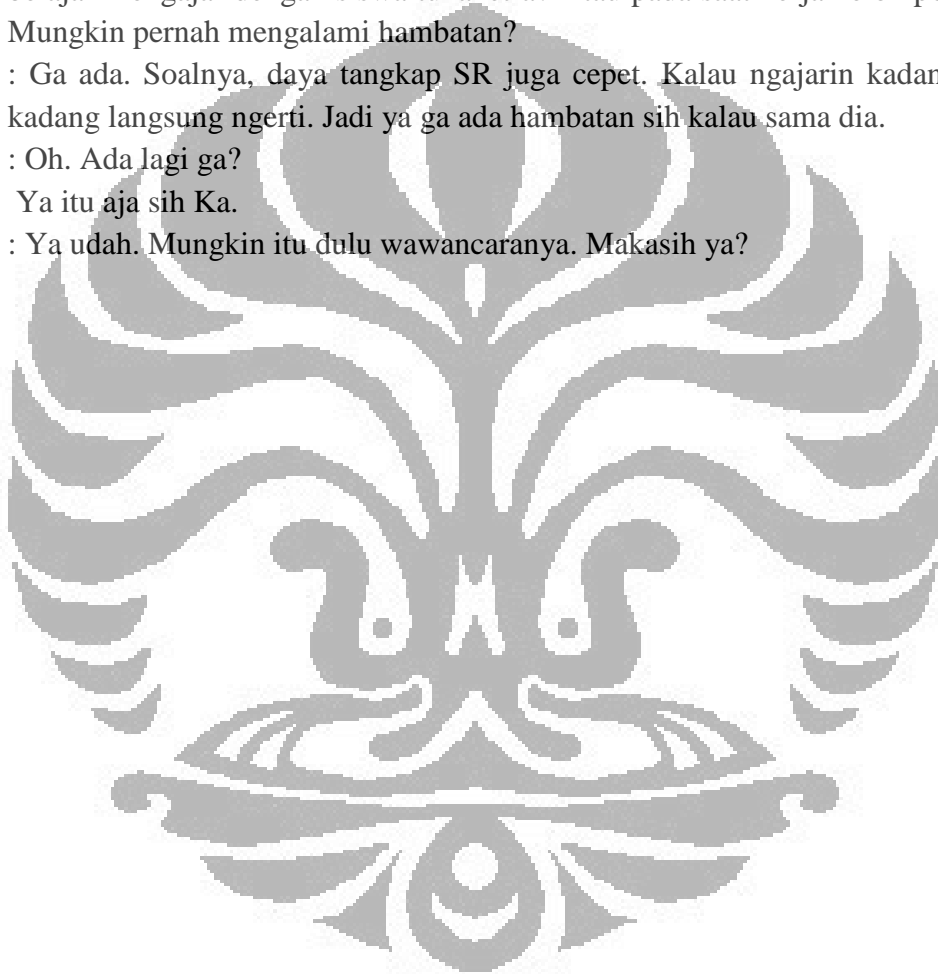 Mungkin pernah mengalami hambatan?
: Ga ada. Soalnya, daya tangkap SR juga cepet. Kalau ngajarin kadan
kadang langsung ngerti. Jadi ya ga ada hambatan sih kalau sama dia.
: Oh. Ada lagi ga?
Ya itu aja sih Ka.
: Ya udah. Mungkin itu dulu wawancaranya. Makasih ya?